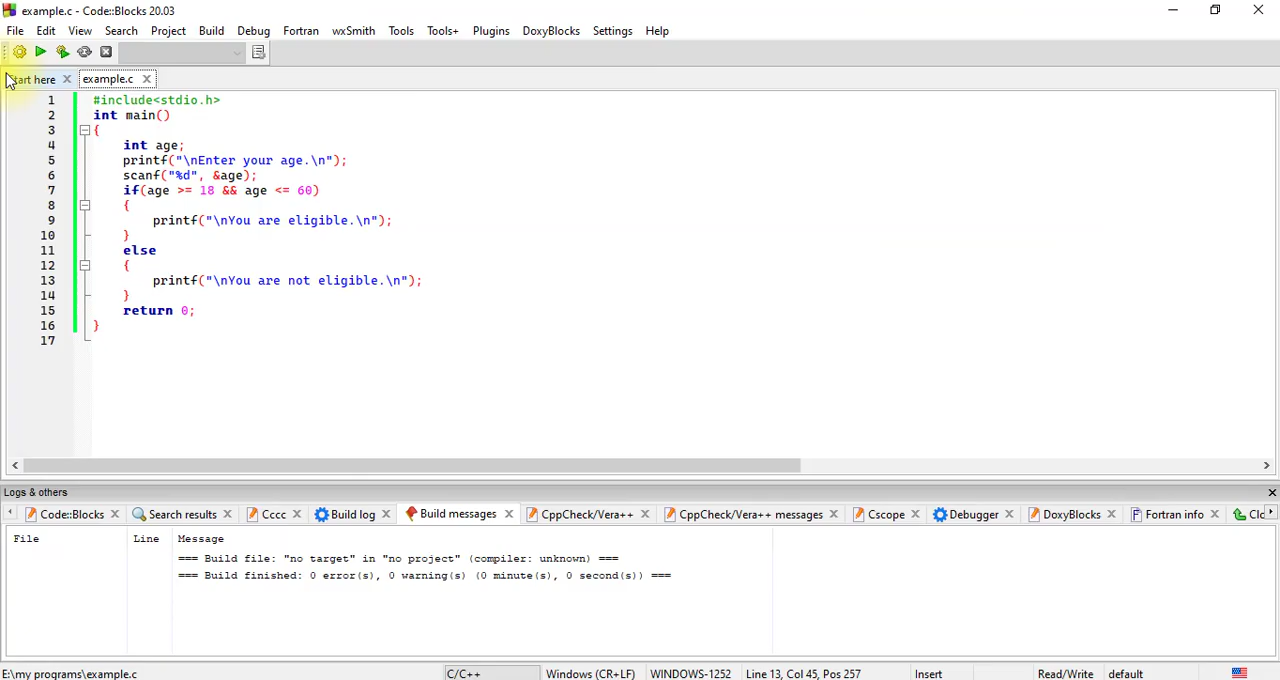 example.c - Code::Blocks 20.03
File Edit View Search Project Build Debug Fortran wxSmith Tools Tools+ Plugins DoxyBlocks Settings Help
Start here example.c
1 #include<stdio.h>
2 int main()
3 {
4 int age;
5 printf("\nEnter your age.\n");
6 scanf("%d", &age);
7 if(age >= 18 && age <= 60)
8 {
9 printf("\nYou are eligible.\n");
10 }
11 else
12 {
13 printf("\nYou are not eligible.\n");
14 }
15 return 0;
16 }
17
Logs & others
Code::Blocks Search results Cccc Build log Build messages CppCheck/Vera++ CppCheck/Vera++ messages Cscope Debugger DoxyBlocks Fortran info Clo
File Line Message
=== Build file: "no target" in "no project" (compiler: unknown) ===
=== Build finished: 0 error(s), 0 warning(s) (0 minute(s), 0 second(s)) ===
E:\my programs\example.c C/C++ Windows (CR+LF) WINDOWS-1252 Line 13, Col 45, Pos 257 Insert Read/Write default